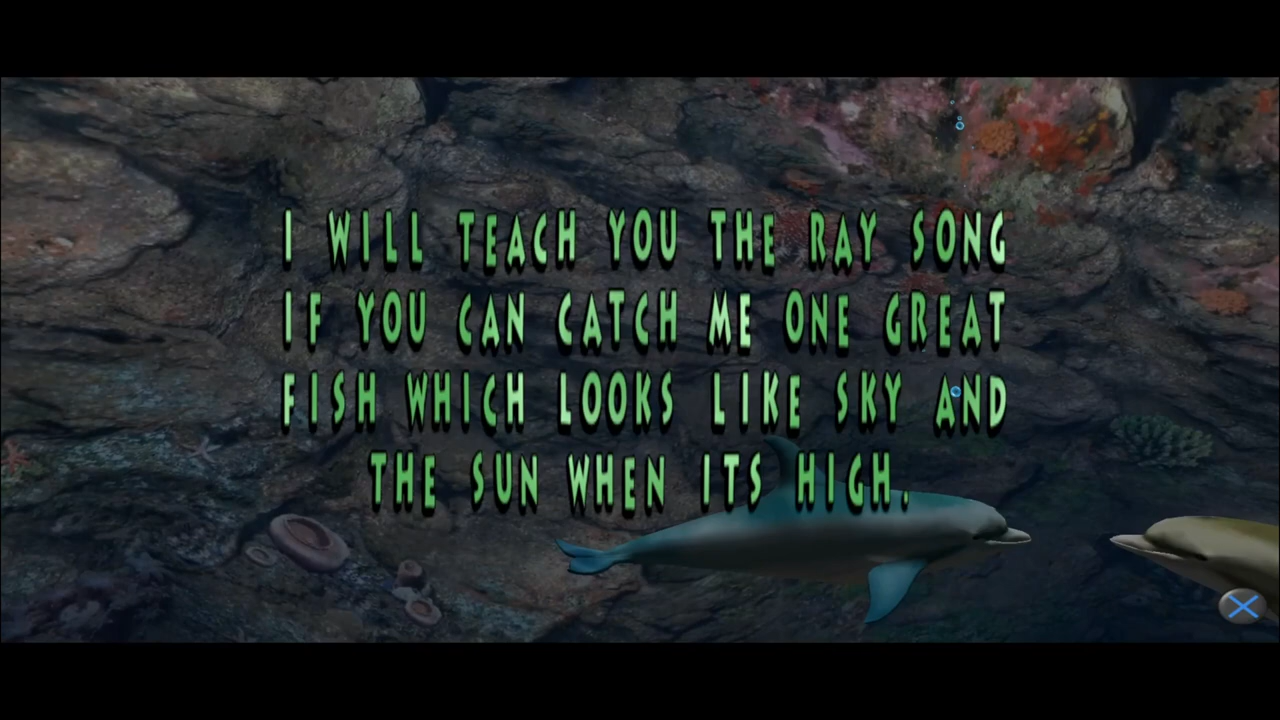 I WILL TEACH YOU THE RAY SONG
IF YOU CAN CATCH ME ONE GREAT
FISH WHICH LOOKS LIKE SKY AND
THE SUN WHEN ITS HIGH.